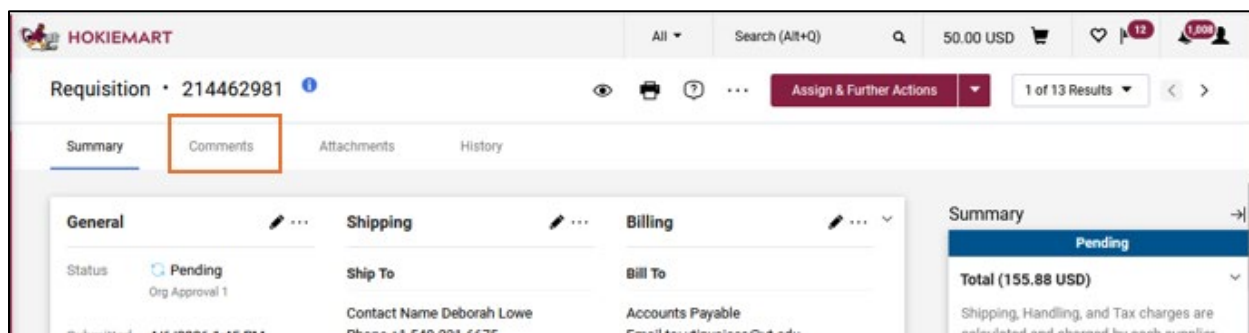 HOKIEMART
All
Search (Alt+Q)
50.00 USD
12
1,008
Requisition • 214462981
Assign & Further Actions
1 of 13 Results
Summary
Comments
Attachments
History
General
Shipping
Billing
Summary
Pending
Status
Pending
Org Approval 1
Ship To
Bill To
Total (155.88 USD)
Contact Name Deborah Lowe
Accounts Payable
Shipping, Handling, and Tax charges are